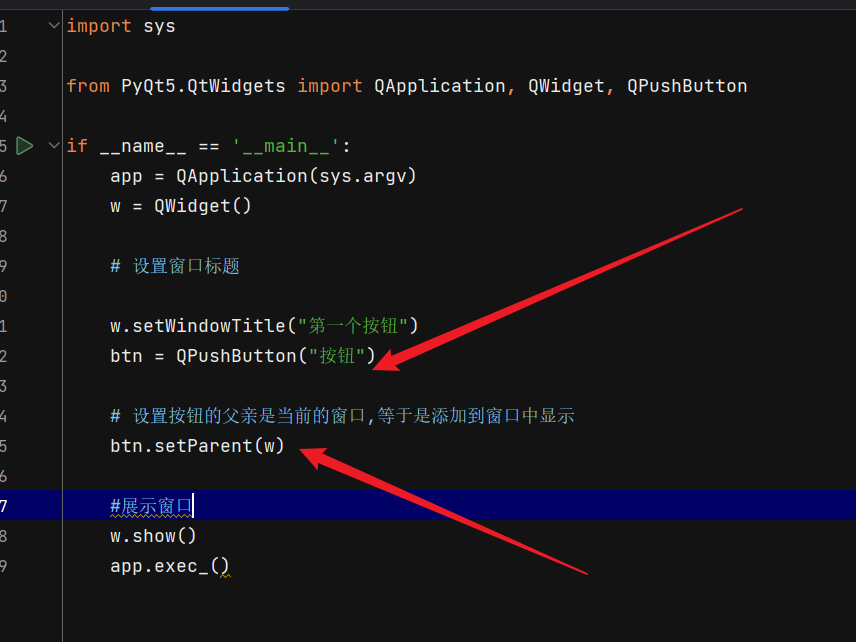 1 import sys
2
3 from PyQt5.QtWidgets import QApplication, QWidget, QPushButton
4
5 if __name__ == '__main__':
6 app = QApplication(sys.argv)
7 w = QWidget()
8
9 # 设置窗口标题
0
1 w.setWindowTitle("第一个按钮")
2 btn = QPushButton("按钮")
3
4 # 设置按钮的父亲是当前的窗口,等于是添加到窗口中显示
5 btn.setParent(w)
6
7 #展示窗口
8 w.show()
9 app.exec_()